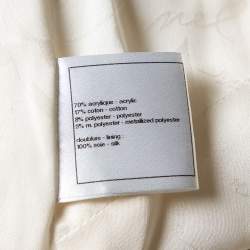 70% acrylique - acrylic
17% coton - cotton
8% polyester - polyester
5% m. polyester - metallized polyester
doublure - lining :
100% soie - silk